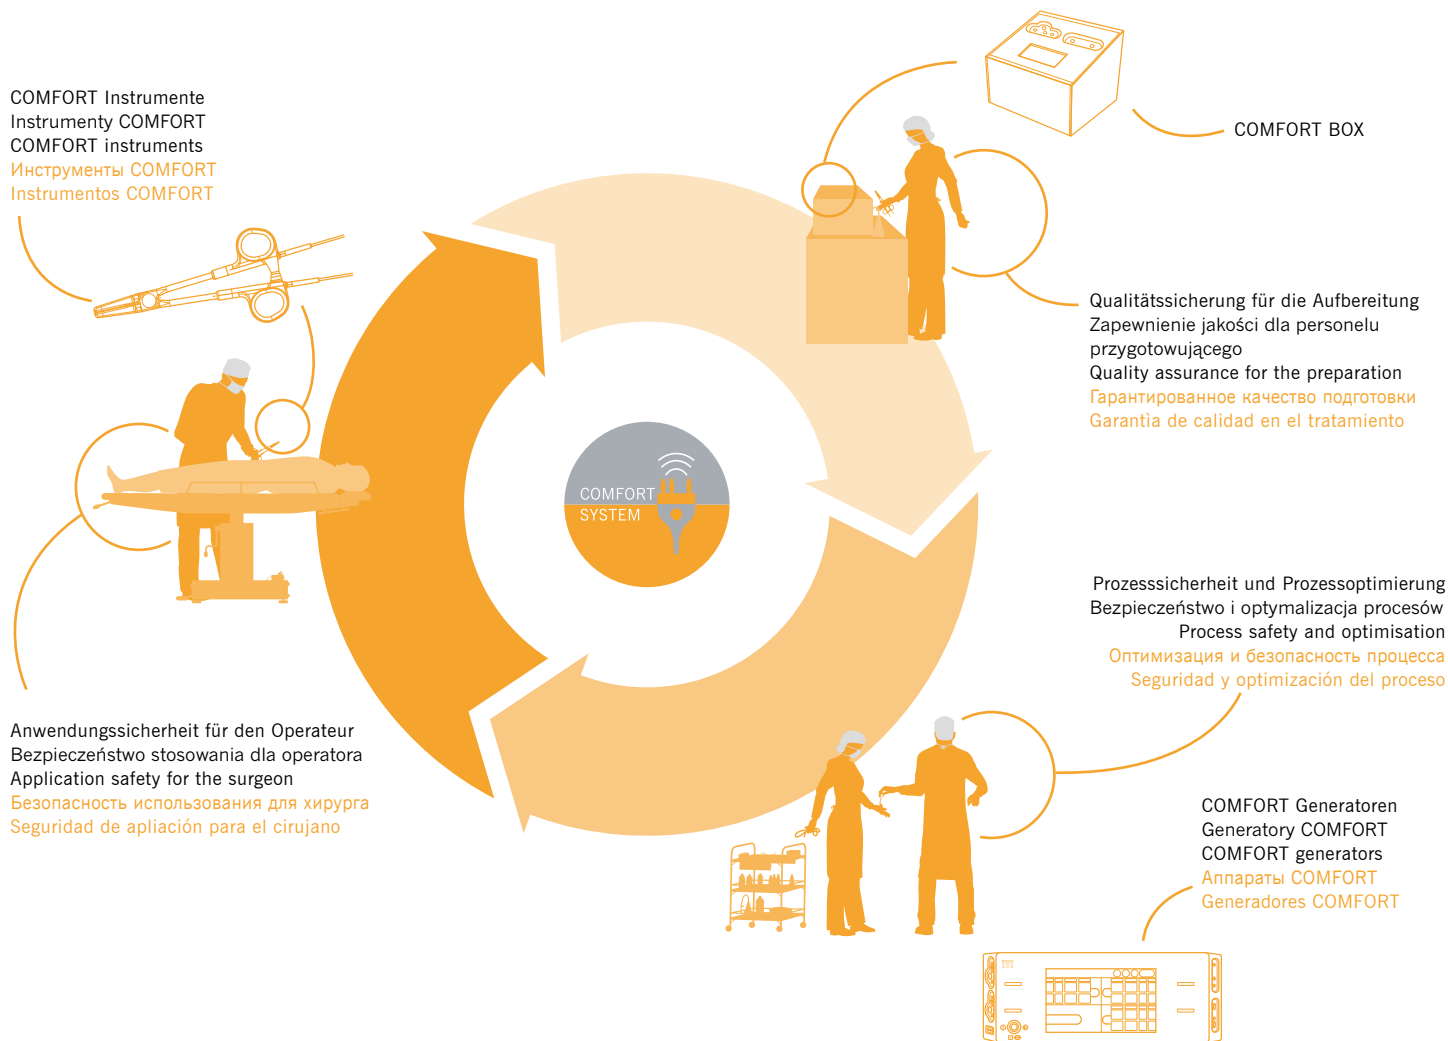 COMFORT Instrumente
Instrumenty COMFORT
COMFORT instruments
Инструменты COMFORT
Instrumentos COMFORT
COMFORT BOX
Qualitätssicherung für die Aufbereitung
Zapewnienie jakości dla personelu
przygotowującego
Quality assurance for the preparation
Гарантированное качество подготовки
Garantìa de calidad en el tratamiento
COMFORT
SYSTEM
Prozesssicherheit und Prozessoptimierung
Bezpieczeństwo i optymalizacja procesów
Process safety and optimisation
Оптимизация и безопасность процесса
Seguridad y optimización del proceso
Anwendungssicherheit für den Operateur
Bezpieczeństwo stosowania dla operatora
Application safety for the surgeon
Безопасность использования для хирурга
Seguridad de apliación para el cirujano
COMFORT Generatoren
Generatory COMFORT
COMFORT generators
Аппараты COMFORT
Generadores COMFORT